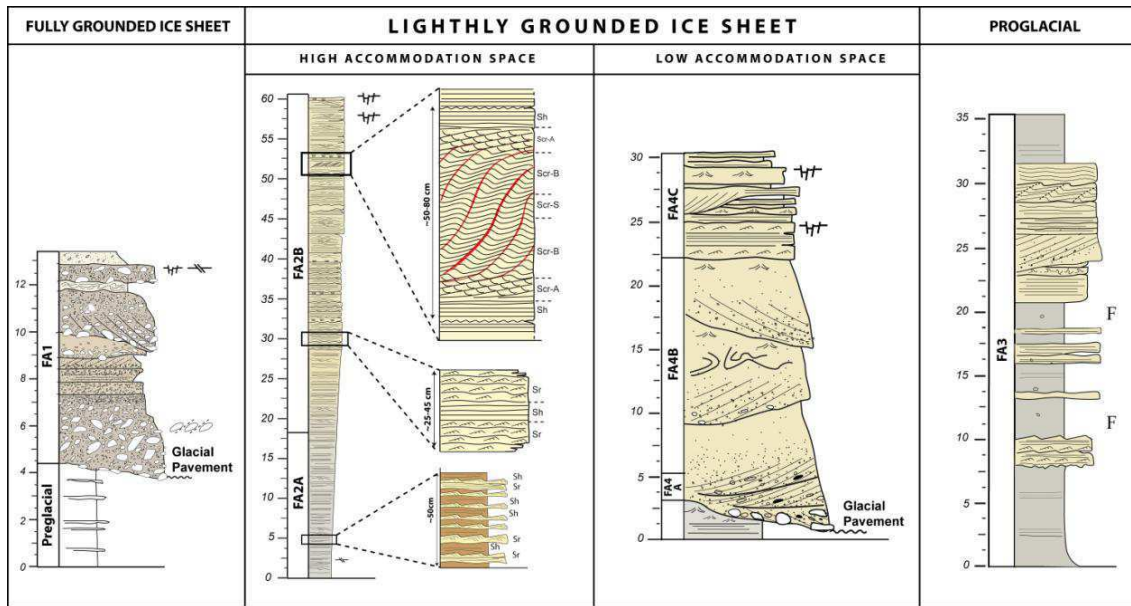 FULLY GROUNDED ICE SHEET
LIGHTHLY GROUNDED ICE SHEET
PROGLACIAL
HIGH ACCOMMODATION SPACE
LOW ACCOMMODATION SPACE
12
10
8
6
4
2
0
FA1
Preglacial
Glacial
Pavement
60
55
50
45
40
35
30
25
20
15
10
5
0
FA2B
FA2A
~50-80 cm
Sh
Scr-A
Scr-B
Scr-S
Scr-B
Scr-A
Sh
~25-45 cm
Sr
Sh
Sr
~50cm
Sh
Sr
Sh
Sh
Sr
Sh
Sr
30
25
20
15
10
5
0
FA4C
FA4B
FA4
A
Glacial
Pavement
35
30
25
20
15
10
5
0
FA3
F
F